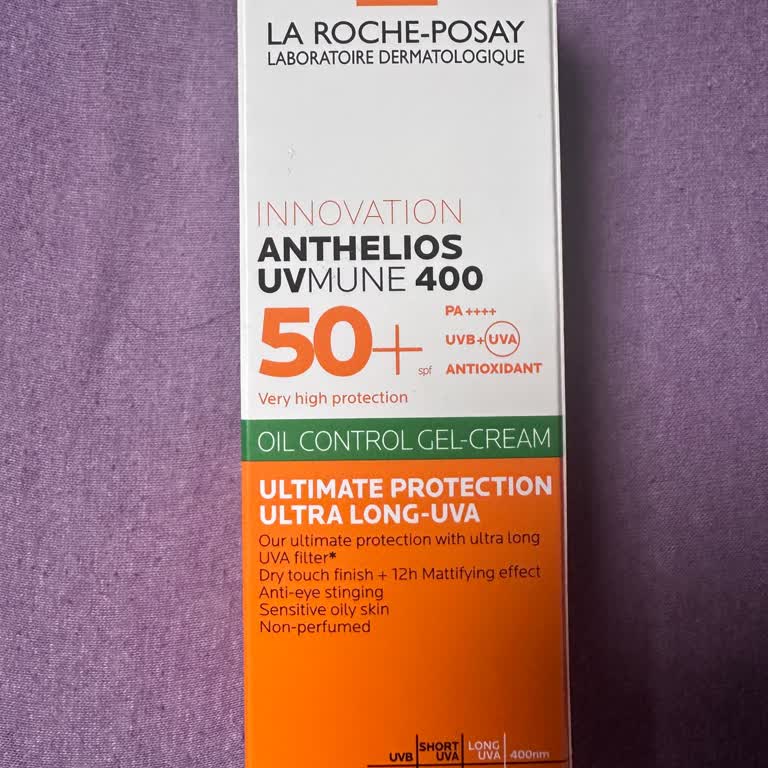 LA ROCHE-POSAY
LABORATOIRE DERMATOLOGIQUE
INNOVATION
ANTHELIOS
UVMUNE 400
50+ spf
PA ++++
UVB+UVA
ANTIOXIDANT
Very high protection
OIL CONTROL GEL-CREAM
ULTIMATE PROTECTION
ULTRA LONG-UVA
Our ultimate protection with ultra long
UVA filter*
Dry touch finish + 12h Mattifying effect
Anti-eye stinging
Sensitive oily skin
Non-perfumed
UVB SHORT UVA LONG UVA 400nm